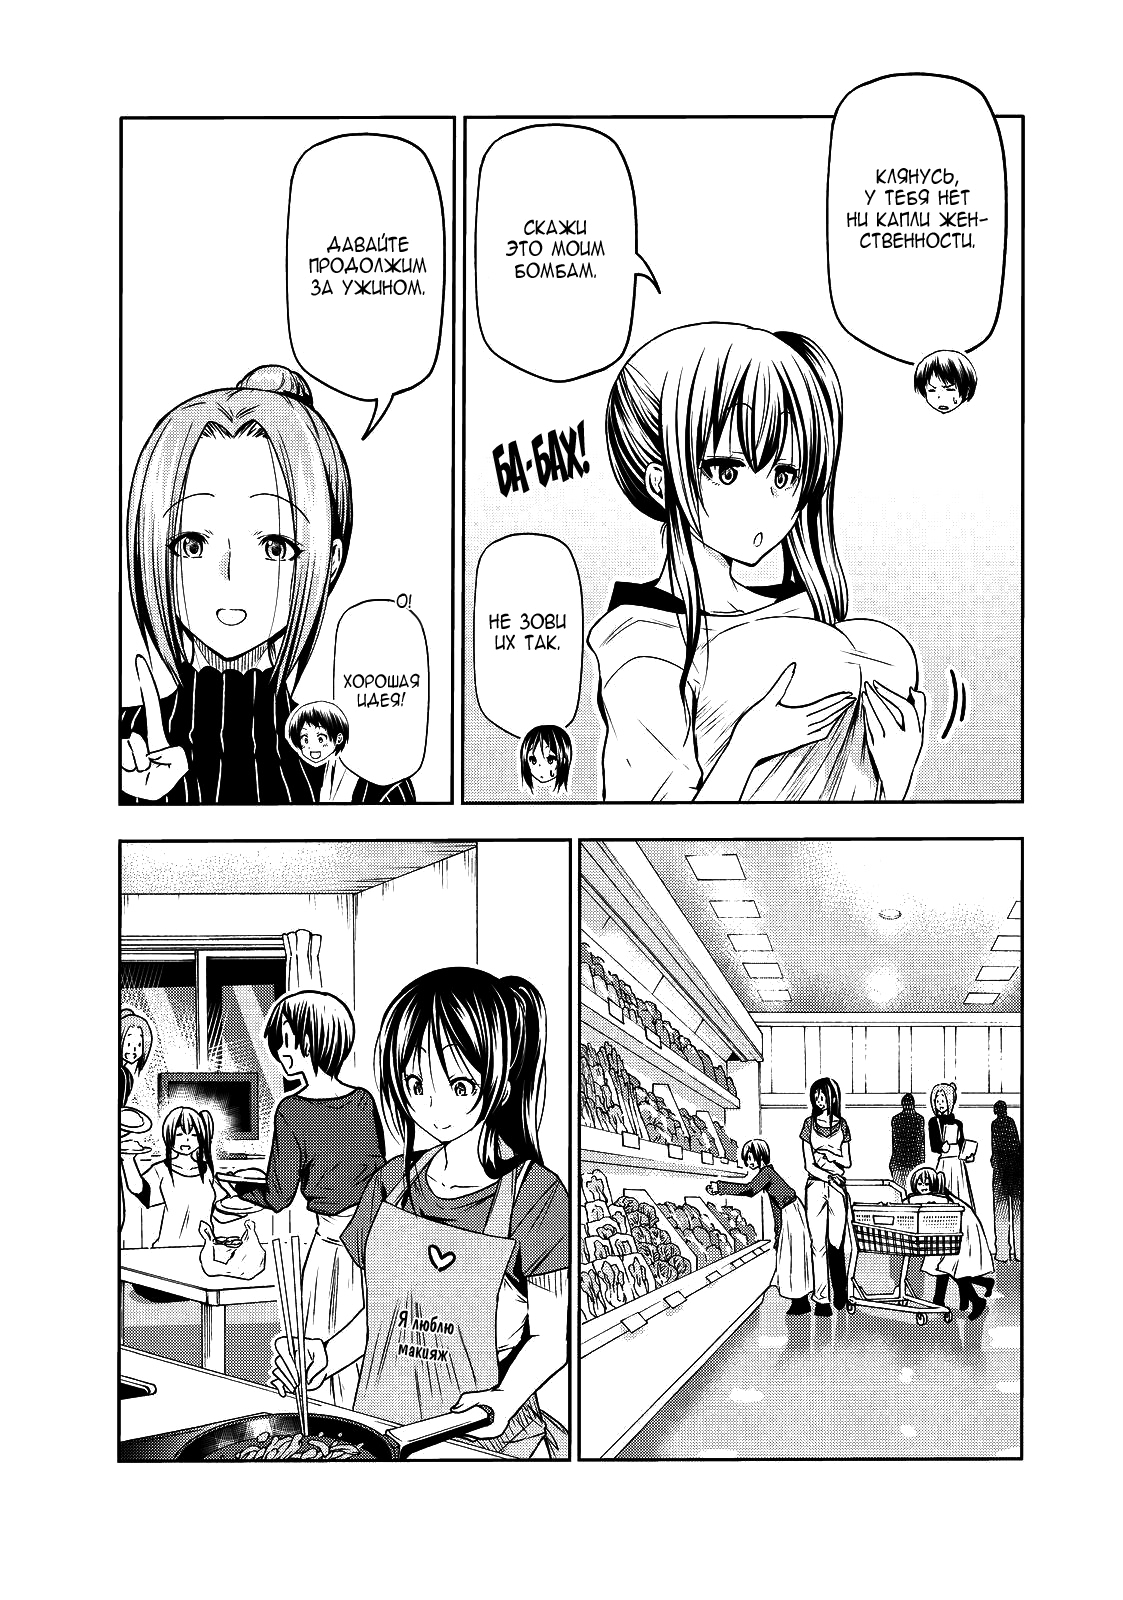 КЛЯНУСЬ,
У ТЕБЯ НЕТ
НИ КАПЛИ ЖЕН-
СТВЕННОСТИ.
СКАЖИ
ЭТО МОИМ
БОМБАМ.
БА-БАХ!
НЕ ЗОВИ
ИХ ТАК.
ДАВАЙТЕ
ПРОДОЛЖИМ
ЗА УЖИНОМ.
О!
ХОРОШАЯ
ИДЕЯ!
Я люблю
макияж